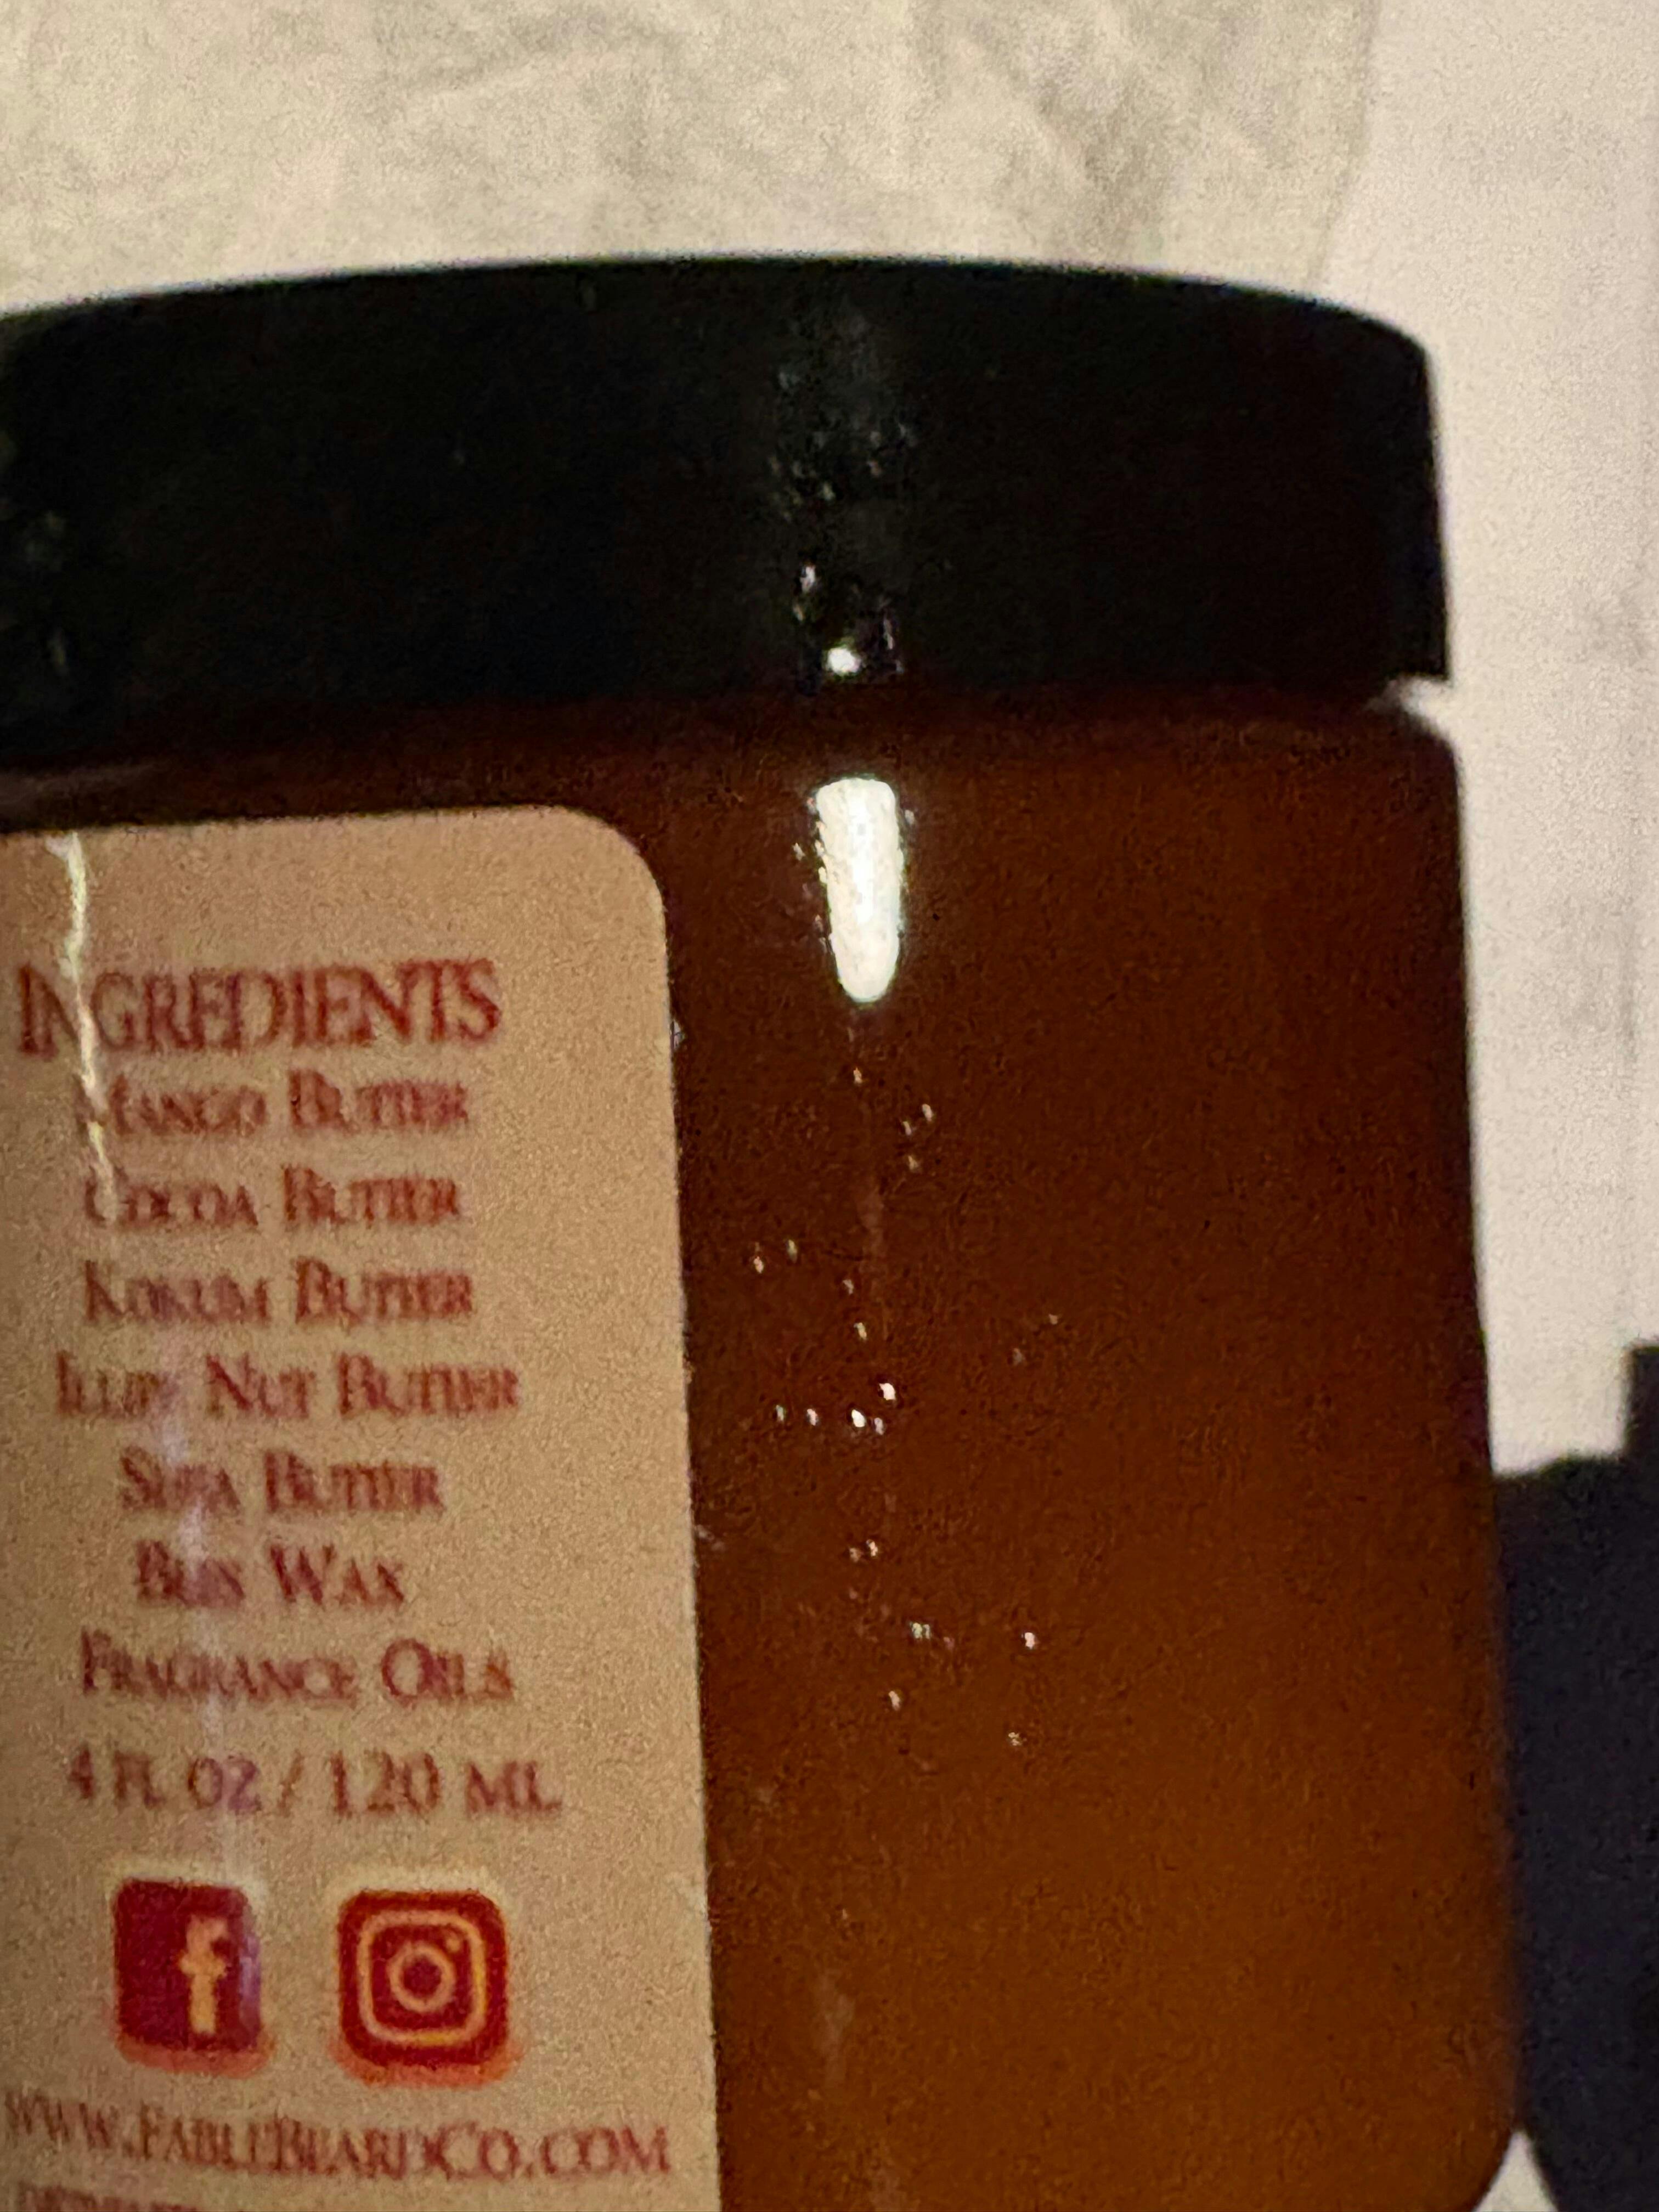 INGREDIENTS
MANGO BUTTER
COCOA BUTTER
KOKUM BUTTER
ILLIPE NUT BUTTER
SHEA BUTTER
BEES WAX
FRAGRANCE OILS
4 FL OZ / 120 ML
f
WWW.FABLEBEARDCO.COM